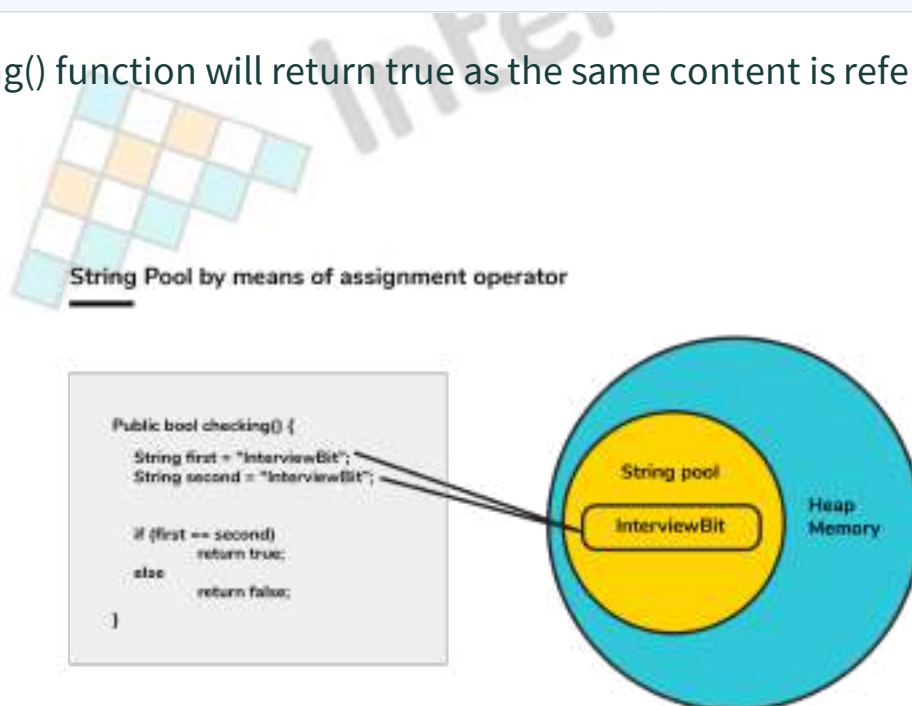 g() function will return true as the same content is refe
Inter
String Pool by means of assignment operator
Public bool checking() {
String first = "InterviewBit";
String second = "InterviewBit";
if (first == second)
return true;
else
return false;
}
String pool
InterviewBit
Heap
Memory